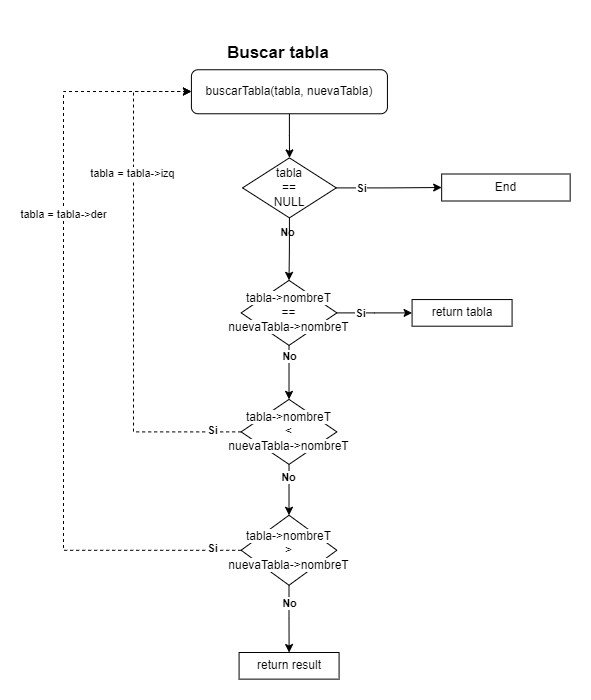 Buscar tabla
buscarTabla(tabla, nuevaTabla)
tabla
==
NULL
Si
End
No
tabla = tabla->izq
tabla = tabla->der
tabla->nombreT
==
nuevaTabla->nombreT
Si
return tabla
No
tabla->nombreT
<
nuevaTabla->nombreT
Si
No
tabla->nombreT
>
nuevaTabla->nombreT
Si
No
return result